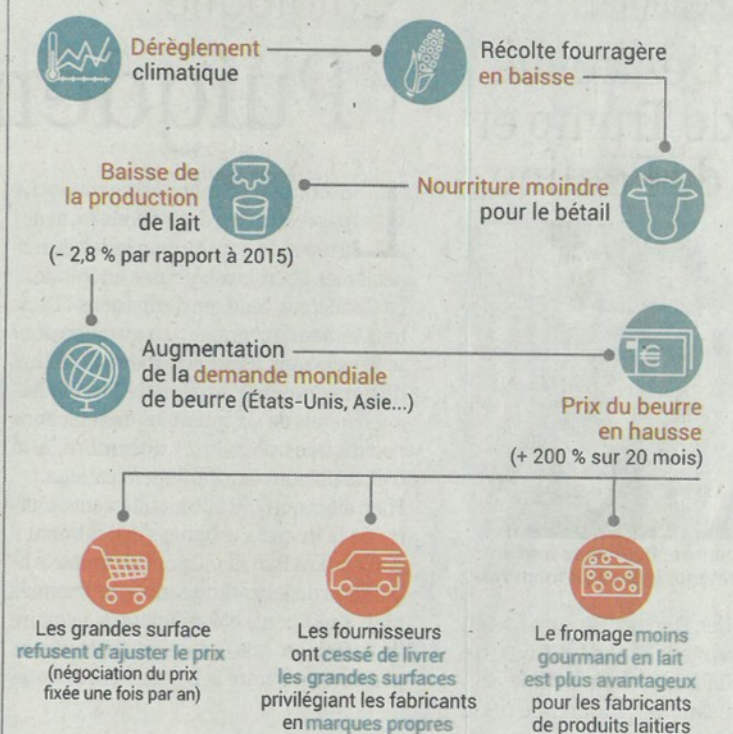 Dérèglement
climatique
Récolte fourragère
en baisse
Nourriture moindre
pour le bétail
Baisse de
la production
de lait
(- 2,8 % par rapport à 2015)
Augmentation
de la demande mondiale
de beurre (États-Unis, Asie...)
Prix du beurre
en hausse
(+ 200 % sur 20 mois)
Les grandes surface
refusent d'ajuster le prix
(négociation du prix
fixée une fois par an)
Les fournisseurs
ont cessé de livrer
les grandes surfaces
privilégiant les fabricants
en marques propres
Le fromage moins
gourmand en lait
est plus avantageux
pour les fabricants
de produits laitiers